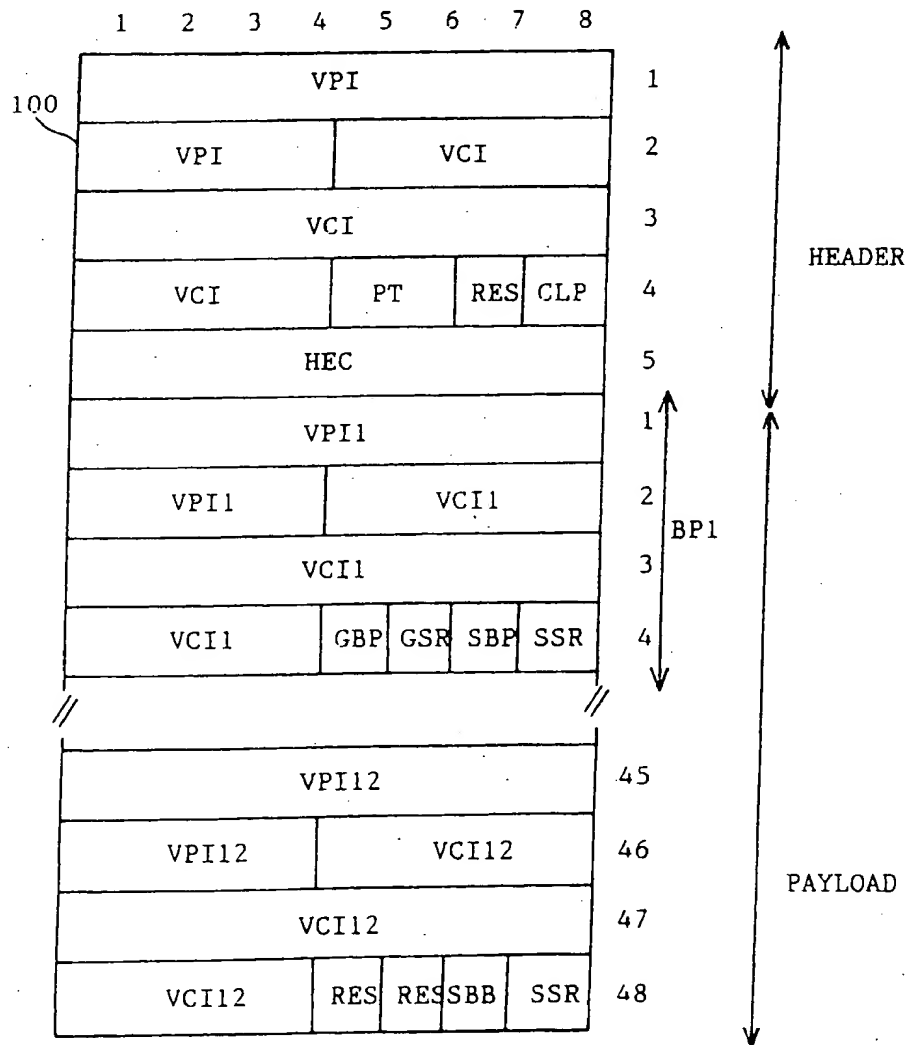 1 2 3 4 5 6 7 8
VPI 1
100
VPI VCI 2
VCI 3
HEADER
VCI PT RES CLP 4
HEC 5
VPI1 1
VPI1 VCI1 2
BP1
VCI1 3
VCI1 GBP GSR SBP SSR 4
VPI12 45
VPI12 VCI12 46
PAYLOAD
VCI12 47
VCI12 RES RES SBB SSR 48